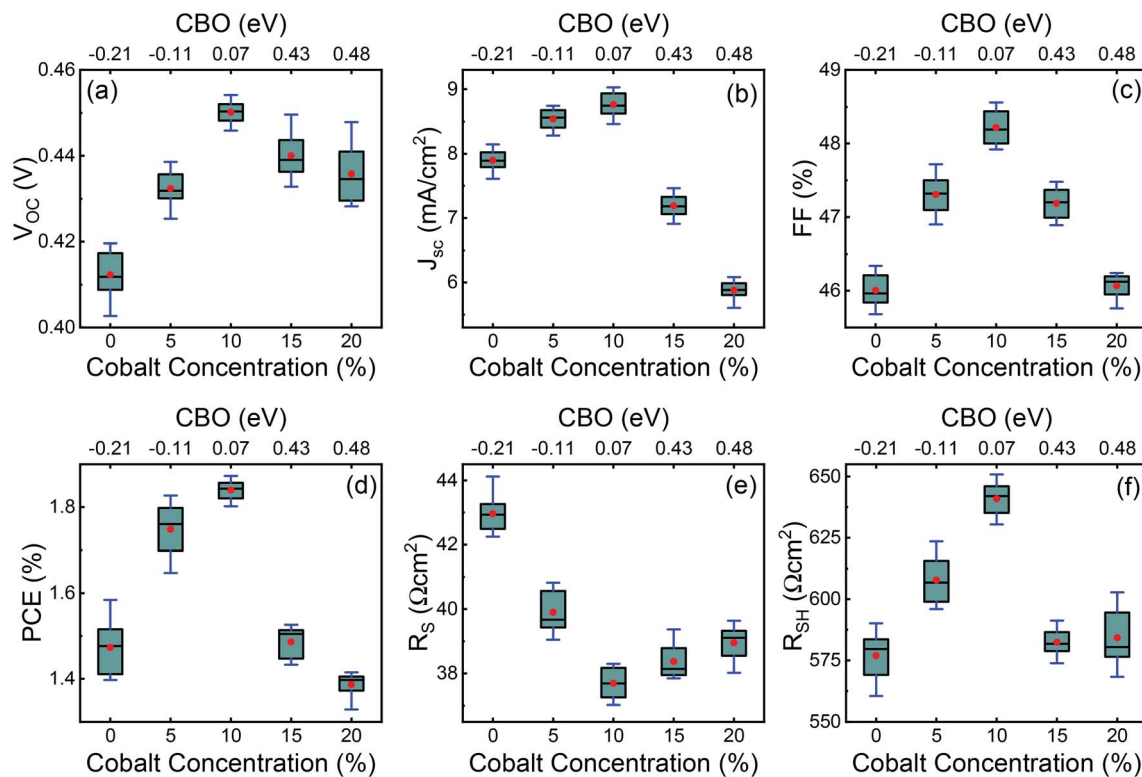 CBO (eV)
-0.21 -0.11 0.07 0.43 0.48
(a)
V_OC (V)
0.46
0.44
0.42
0.40
0 5 10 15 20
Cobalt Concentration (%)
CBO (eV)
-0.21 -0.11 0.07 0.43 0.48
(b)
J_sc (mA/cm²)
9
8
7
6
0 5 10 15 20
Cobalt Concentration (%)
CBO (eV)
-0.21 -0.11 0.07 0.43 0.48
(c)
FF (%)
49
48
47
46
0 5 10 15 20
Cobalt Concentration (%)
CBO (eV)
-0.21 -0.11 0.07 0.43 0.48
(d)
PCE (%)
1.8
1.6
1.4
0 5 10 15 20
Cobalt Concentration (%)
CBO (eV)
-0.21 -0.11 0.07 0.43 0.48
(e)
R_S (Ωcm²)
44
42
40
38
0 5 10 15 20
Cobalt Concentration (%)
CBO (eV)
-0.21 -0.11 0.07 0.43 0.48
(f)
R_SH (Ωcm²)
650
625
600
575
550
0 5 10 15 20
Cobalt Concentration (%)